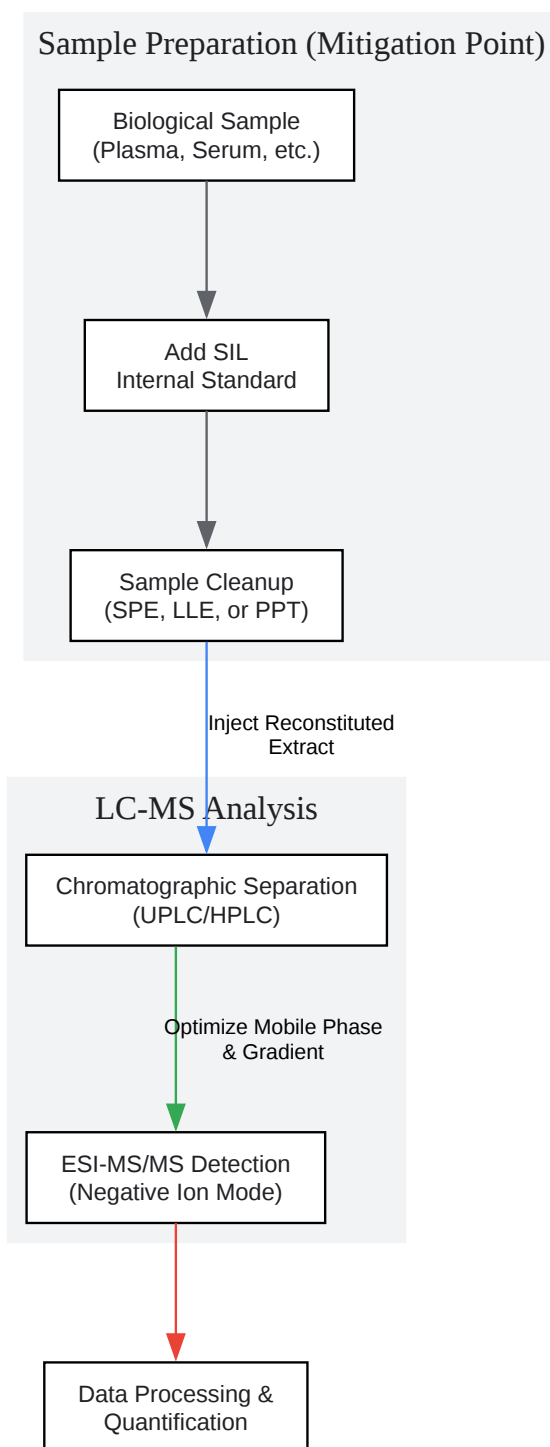 Sample Preparation (Mitigation Point)
Biological Sample
(Plasma, Serum, etc.)
Add SIL
Internal Standard
Sample Cleanup
(SPE, LLE, or PPT)
Inject Reconstituted
Extract
LC-MS Analysis
Chromatographic Separation
(UPLC/HPLC)
Optimize Mobile Phase
& Gradient
ESI-MS/MS Detection
(Negative Ion Mode)
Data Processing &
Quantification